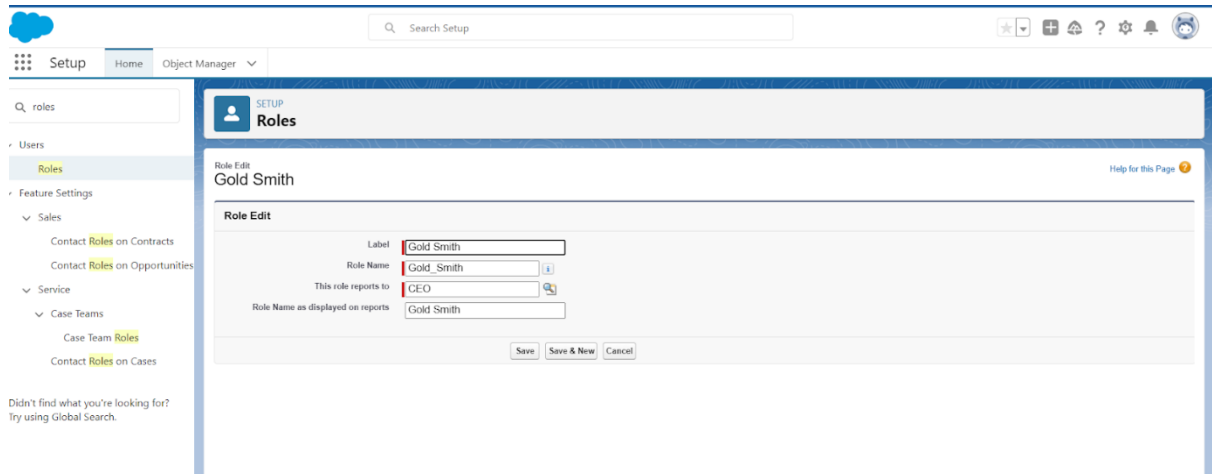 Search Setup
Setup Home Object Manager
roles
Users
Roles
Feature Settings
Sales
Contact Roles on Contracts
Contact Roles on Opportunities
Service
Case Teams
Case Team Roles
Contact Roles on Cases
Didn't find what you're looking for?
Try using Global Search.
SETUP
Roles
Role Edit
Gold Smith
Help for this Page
Role Edit
Label Gold Smith
Role Name Gold_Smith
This role reports to CEO
Role Name as displayed on reports Gold Smith
Save Save & New Cancel